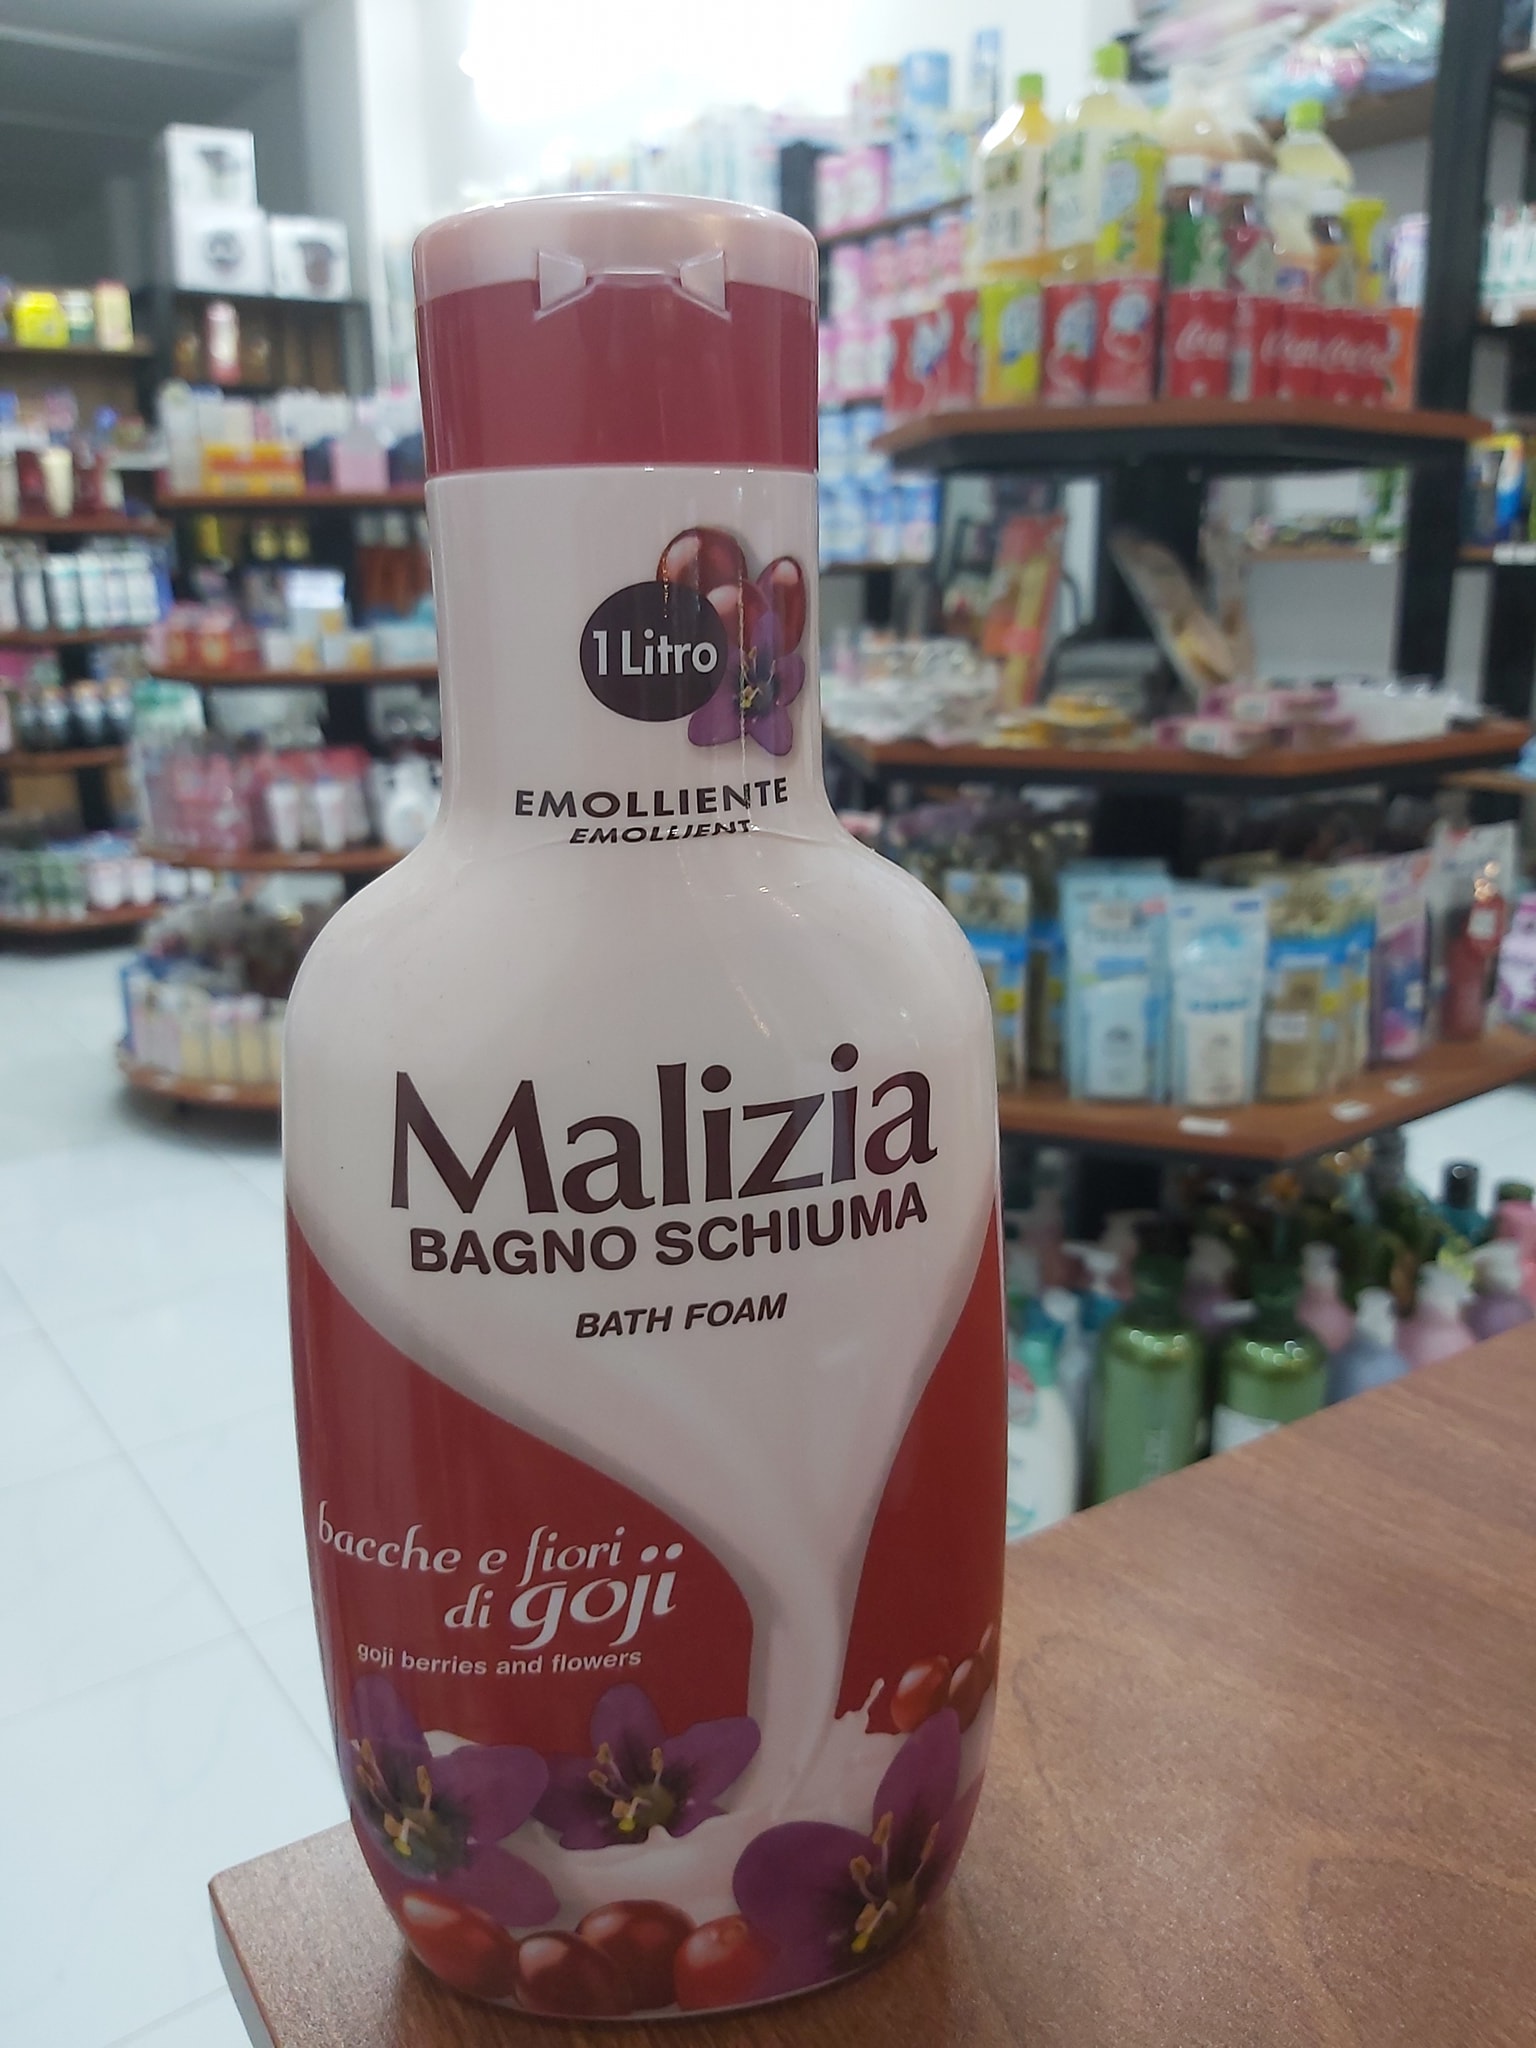 1 Litro
EMOLLIENTE
EMOLLIENT
Malizia
BAGNO SCHIUMA
BATH FOAM
bacche e fiori
di goji
goji berries and flowers